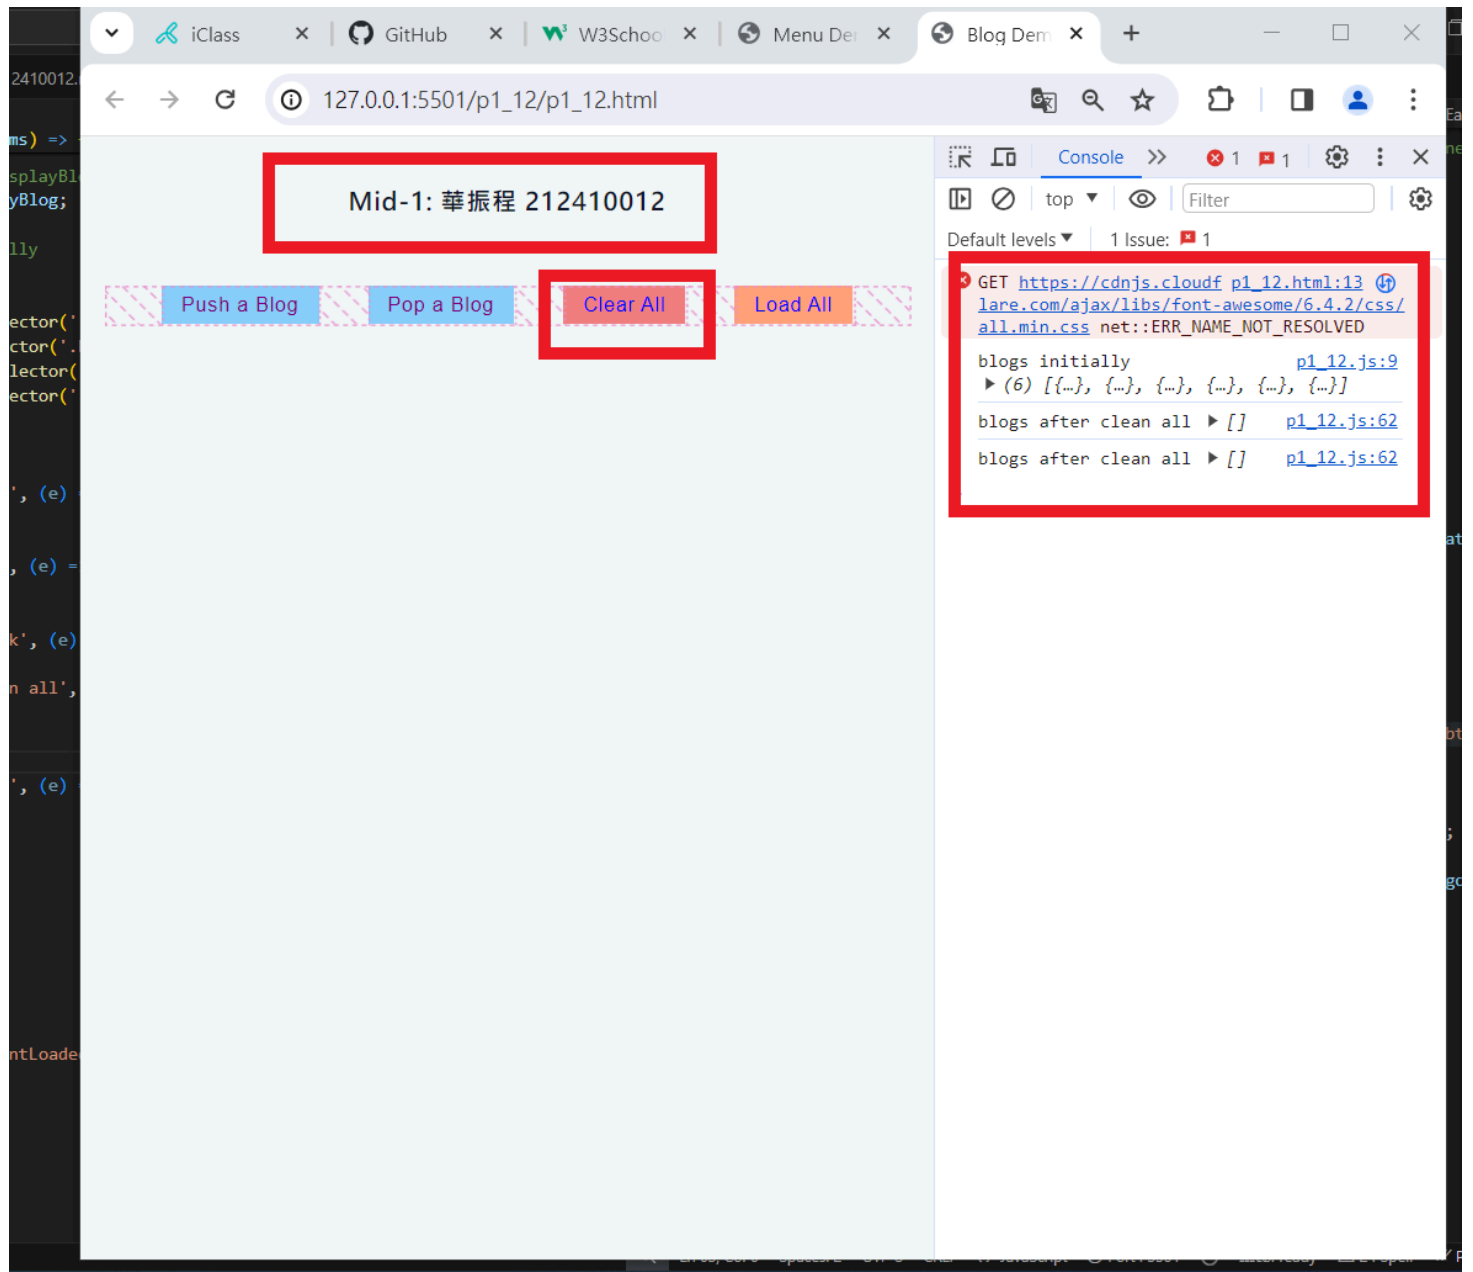 iClass
GitHub
W3Schoo
Menu De
Blog Dem
127.0.0.1:5501/p1_12/p1_12.html
2410012.
ms) =>
splayBl
yBlog;
lly
ector('
ctor('.
lector(
ector('
', (e)
, (e) =
k', (e)
n all',
', (e) =
ntLoade
Mid-1: 華振程 212410012
Push a Blog
Pop a Blog
Clear All
Load All
Console
1
1
top
Filter
Default levels
1 Issue:
1
GET https://cdnjs.cloudf p1_12.html:13
lare.com/ajax/libs/font-awesome/6.4.2/css/
all.min.css net::ERR_NAME_NOT_RESOLVED
blogs initially p1_12.js:9
(6) [{…}, {…}, {…}, {…}, {…}, {…}]
blogs after clean all [] p1_12.js:62
blogs after clean all [] p1_12.js:62